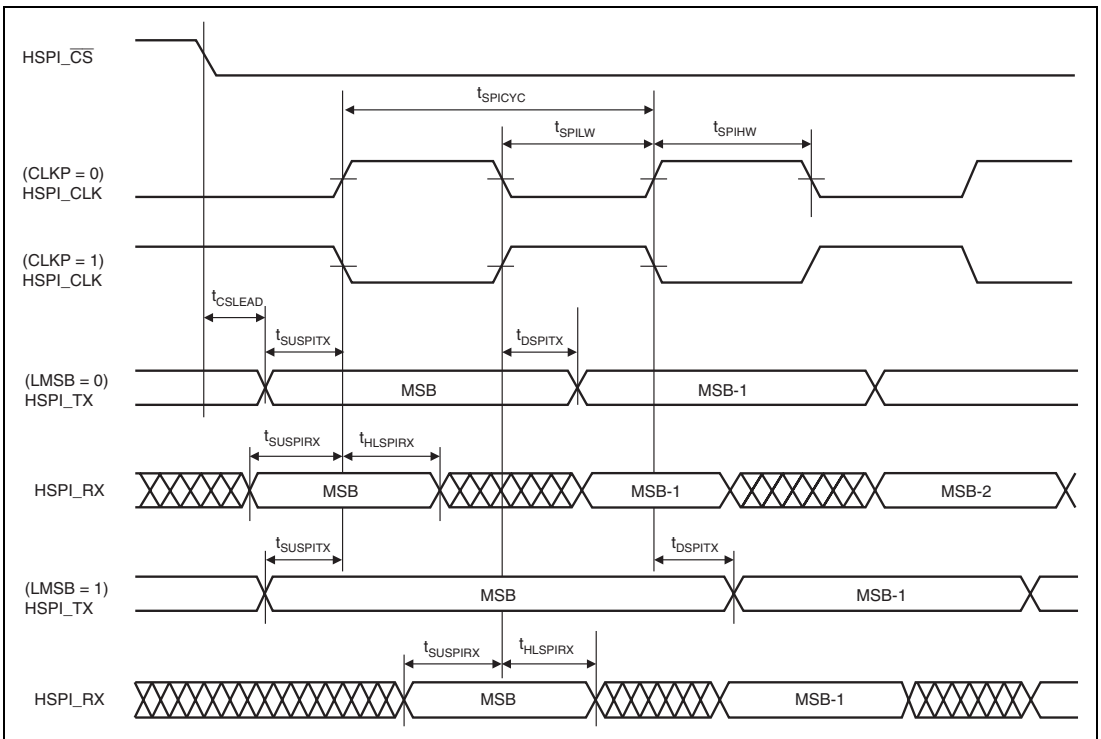 HSPI_CS
tSPICYC
tSPILW
tSPIHW
(CLKP = 0)
HSPI_CLK
(CLKP = 1)
HSPI_CLK
tCSLEAD
tSUSPITX
tDSPITX
(LMSB = 0)
HSPI_TX
MSB
MSB-1
tSUSPIRX
tHLSPIRX
HSPI_RX
MSB
MSB-1
MSB-2
tSUSPITX
tDSPITX
(LMSB = 1)
HSPI_TX
MSB
MSB-1
tSUSPIRX
tHLSPIRX
HSPI_RX
MSB
MSB-1